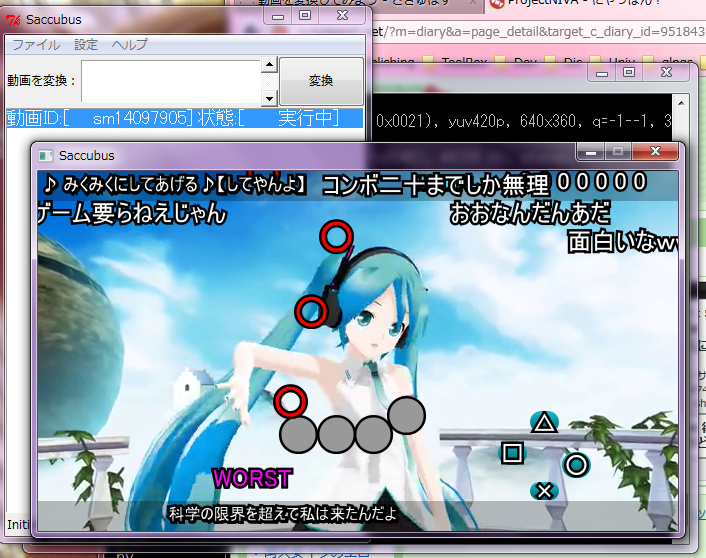 Saccubus
動画を変換してみよう - ときゅぱす
ProjectNIVA - にやっぽん!
ファイル 設定 ヘルプ
et/?m=diary&a=page_detail&target_c_diary_id=951843
ToolBox Dev Dic Univ
動画を変換:
変換
動画ID:[ sm14097905] 状態:[ 実行中]
0x0021), yuv420p, 640x360, q=-1--1, 3
Saccubus
♪ みくみくにしてあげる♪【してやんよ】 コンボ二十までしか無理 00000
ゲーム要らねえじゃん おおなんだんあだ
面白いなw
WORST
科学の限界を超えて私は来たんだよ
Initi